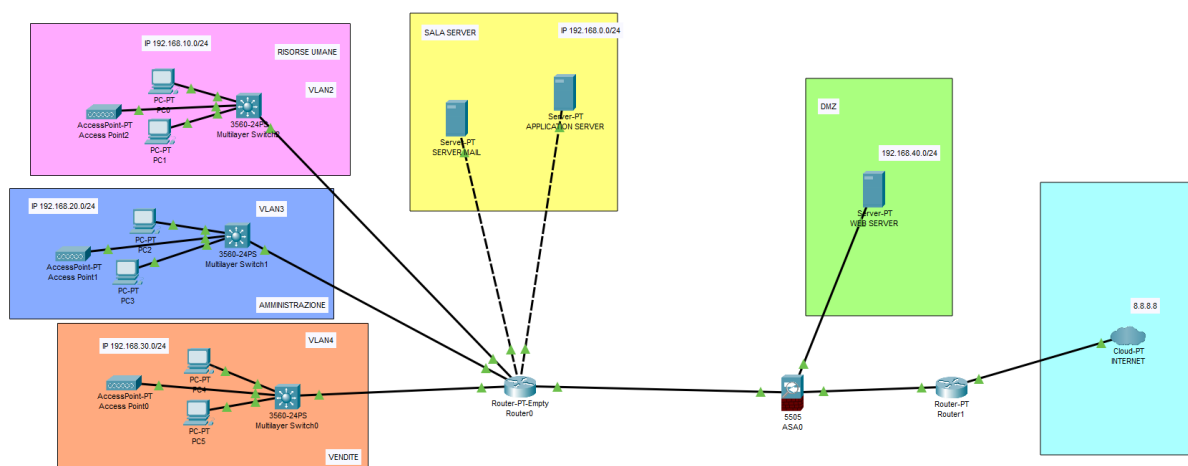 IP 192.168.10.0/24
RISORSE UMANE
VLAN2
PC-PT
PC0
AccessPoint-PT
Access Point2
PC-PT
PC1
3560-24PS
Multilayer Switch2
IP 192.168.20.0/24
VLAN3
PC-PT
PC2
AccessPoint-PT
Access Point1
PC-PT
PC3
3560-24PS
Multilayer Switch1
AMMINISTRAZIONE
VLAN4
IP 192.168.30.0/24
PC-PT
PC4
AccessPoint-PT
Access Point0
PC-PT
PC5
3560-24PS
Multilayer Switch0
VENDITE
SALA SERVER
IP 192.168.0.0/24
Server-PT
SERVER MAIL
Server-PT
APPLICATION SERVER
Router-PT-Empty
Router0
DMZ
192.168.40.0/24
Server-PT
WEB SERVER
5505
ASA0
Router-PT
Router1
8.8.8.8
Cloud-PT
INTERNET